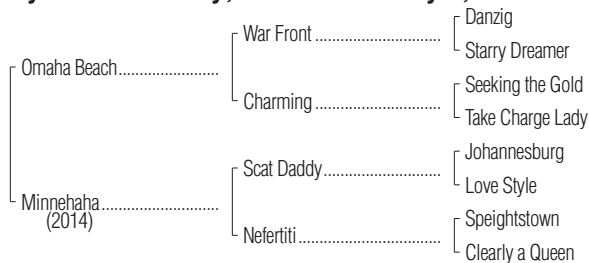 Danzig
War Front
Starry Dreamer
Omaha Beach
Seeking the Gold
Charming
Take Charge Lady
Johannesburg
Scat Daddy
Love Style
Minnehaha
(2014)
Speightstown
Nefertiti
Clearly a Queen